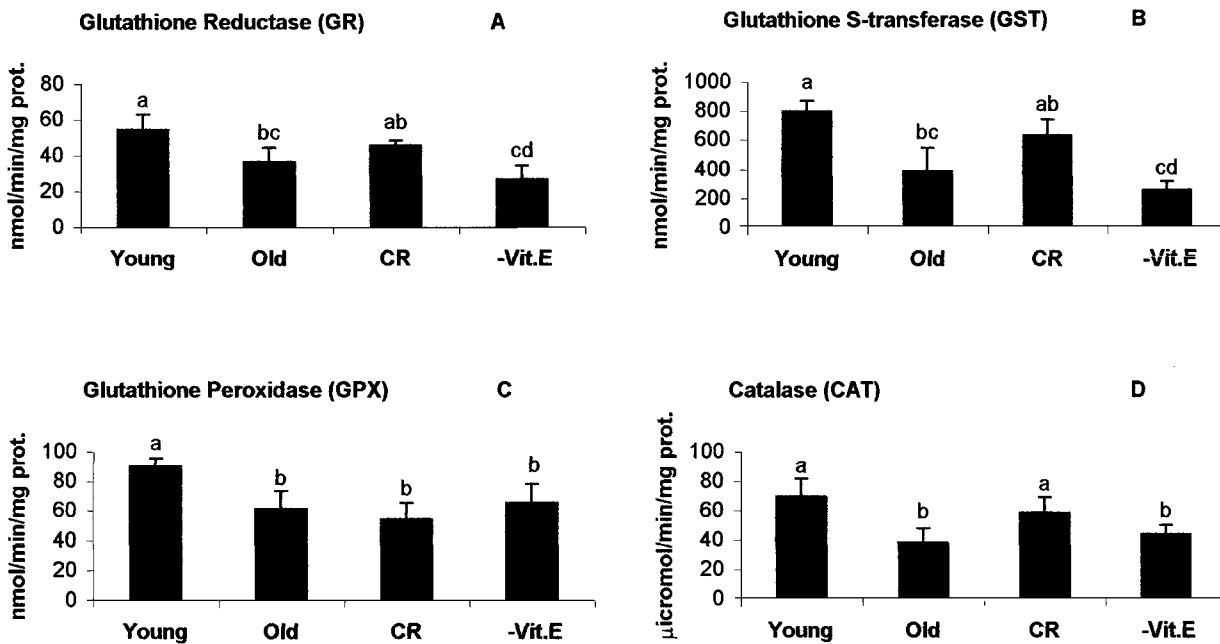 Glutathione Reductase (GR) A
nmol/min/mg prot.
80
60
40
20
0
a
bc
ab
cd
Young Old CR -Vit.E
Glutathione S-transferase (GST) B
nmol/min/mg prot.
1000
800
600
400
200
0
a
bc
ab
cd
Young Old CR -Vit.E
Glutathione Peroxidase (GPX) C
nmol/min/mg prot.
100
80
60
40
20
0
a
b
b
b
Young Old CR -Vit.E
Catalase (CAT) D
µicromol/min/mg prot.
100
80
60
40
20
0
a
b
a
b
Young Old CR -Vit.E